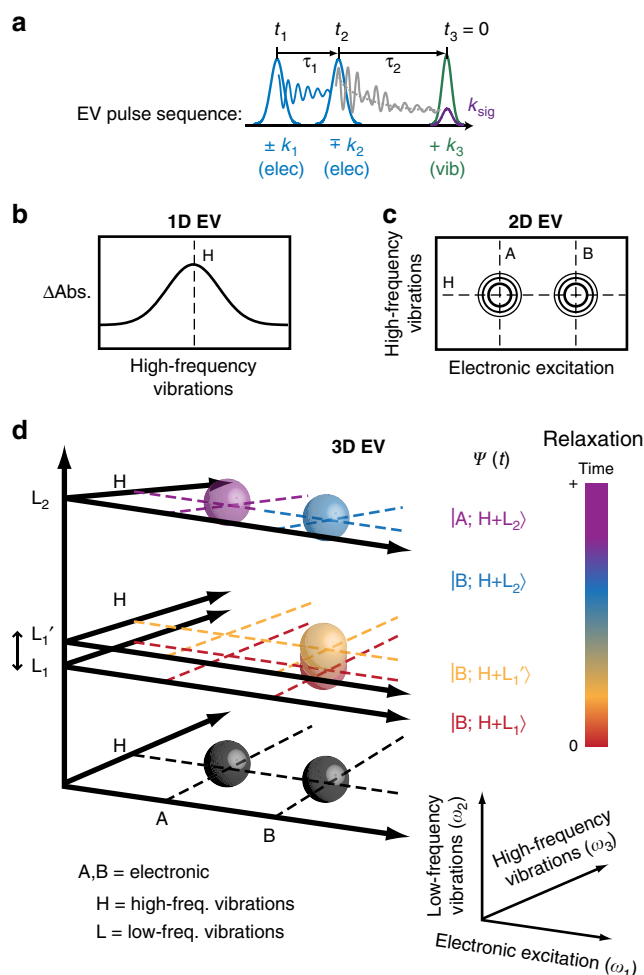 a
t1 t2 t3 = 0
τ1 τ2
EV pulse sequence:
ksig
± k1 ∓ k2 + k3
(elec) (elec) (vib)
b
1D EV
H
ΔAbs.
High-frequency
vibrations
c
2D EV
High-frequency
vibrations
A B
H
Electronic excitation
d
3D EV
Ψ (t)
Relaxation
Time
+
0
L2
H
|A; H+L2⟩
|B; H+L2⟩
H
L1′
L1
|B; H+L1′⟩
|B; H+L1⟩
H
A
B
A,B = electronic
H = high-freq. vibrations
L = low-freq. vibrations
Low-frequency
vibrations (ω2)
High-frequency
vibrations (ω3)
Electronic excitation (ω1)